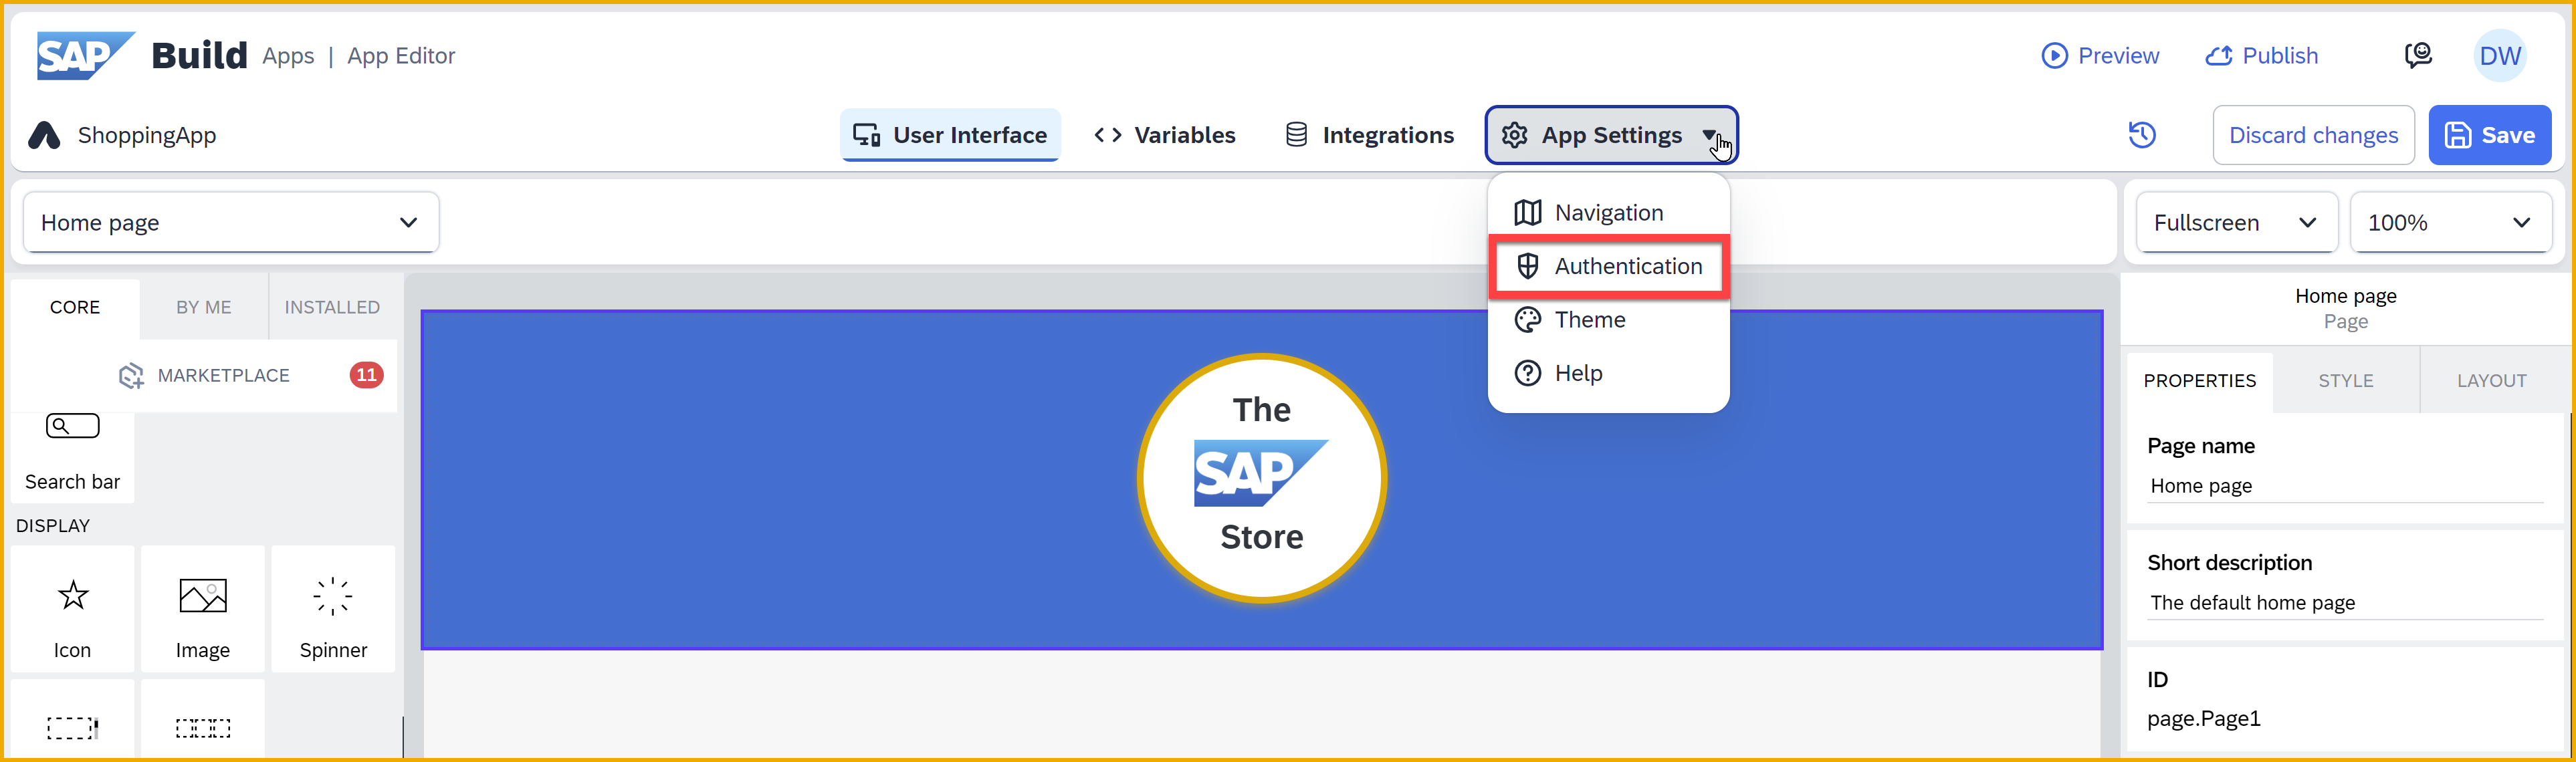 SAP Build Apps | App Editor
Preview
Publish
DW
ShoppingApp
User Interface
Variables
Integrations
App Settings
Discard changes
Save
Home page
Fullscreen
100%
Navigation
Authentication
Theme
Help
CORE
BY ME
INSTALLED
MARKETPLACE
11
Search bar
DISPLAY
Icon
Image
Spinner
The
SAP
Store
Home page
Page
PROPERTIES
STYLE
LAYOUT
Page name
Home page
Short description
The default home page
ID
page.Page1